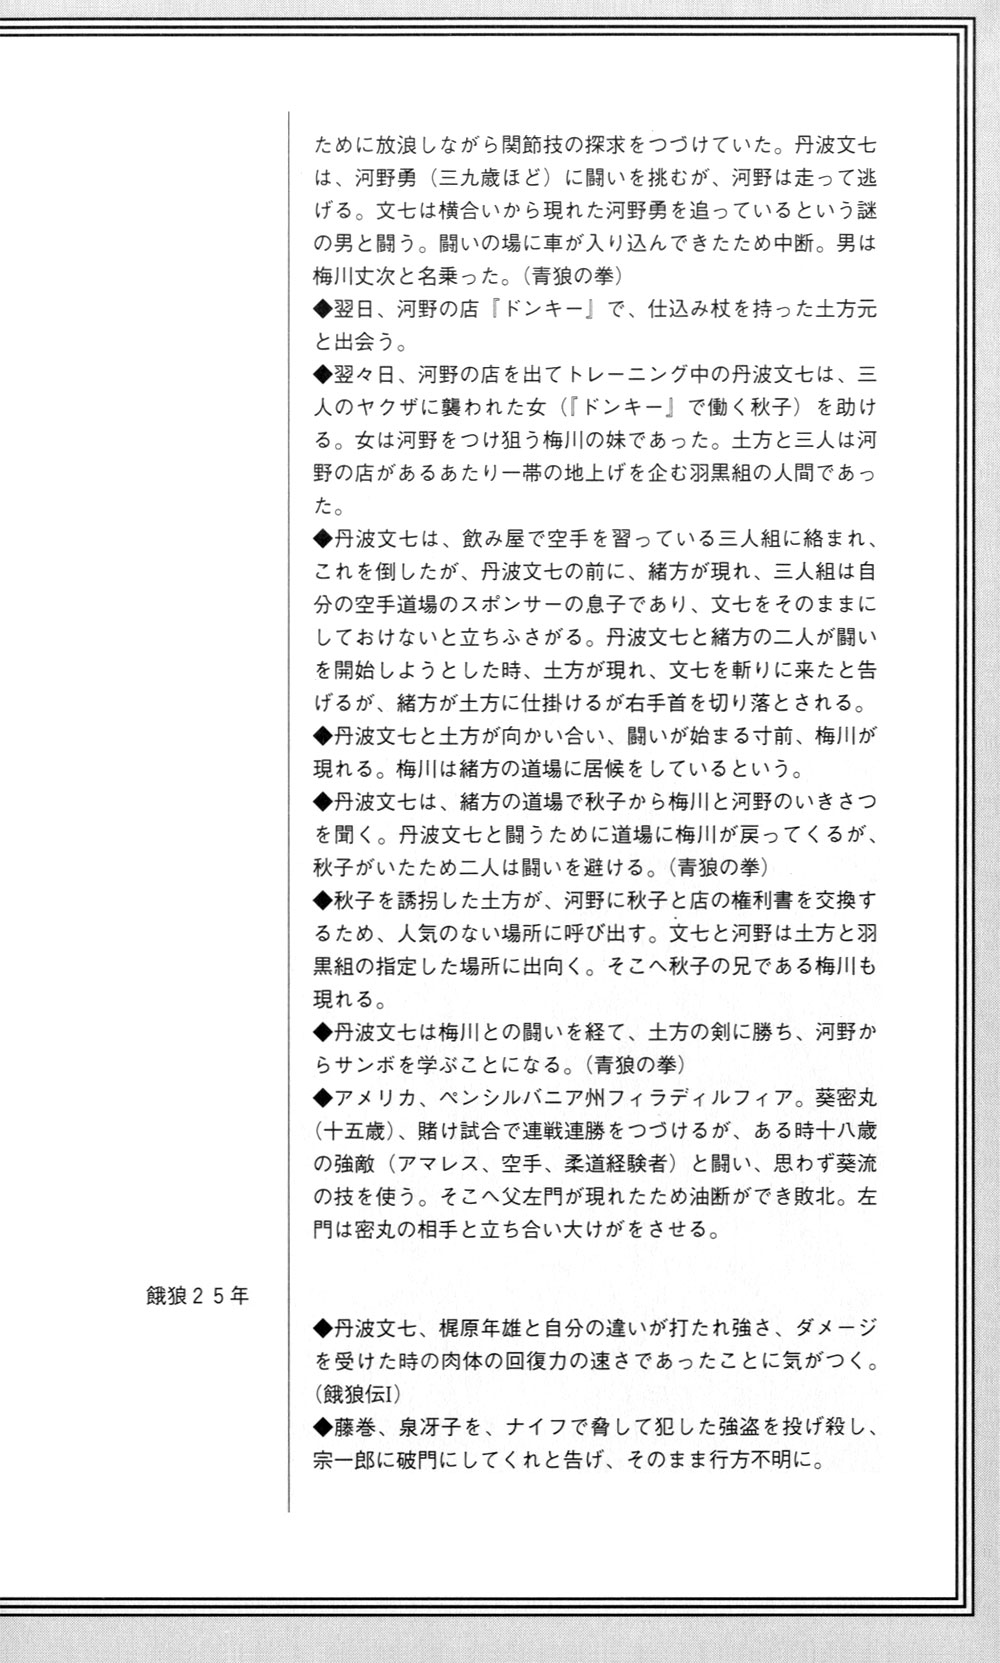 ために放浪しながら関節技の探求をつづけていた。丹波文七
は、河野勇（三九歳ほど）に闘いを挑むが、河野は走って逃
げる。文七は横合いから現れた河野勇を追っているという謎
の男と闘う。闘いの場に車が入り込んできたため中断。男は
梅川丈次と名乗った。（青狼の拳）
◆翌日、河野の店『ドンキー』で、仕込み杖を持った土方元
と出会う。
◆翌々日、河野の店を出てトレーニング中の丹波文七は、三
人のヤクザに襲われた女（『ドンキー』で働く秋子）を助け
る。女は河野をつけ狙う梅川の妹であった。土方と三人は河
野の店があるあたり一帯の地上げを企む羽黒組の人間であっ
た。
◆丹波文七は、飲み屋で空手を習っている三人組に絡まれ、
これを倒したが、丹波文七の前に、緒方が現れ、三人組は自
分の空手道場のスポンサーの息子であり、文七をそのままに
しておけないと立ちふさがる。丹波文七と緒方の二人が闘い
を開始しようとした時、土方が現れ、文七を斬りに来たと告
げるが、緒方が土方に仕掛けるが右手首を切り落とされる。
◆丹波文七と土方が向かい合い、闘いが始まる寸前、梅川が
現れる。梅川は緒方の道場に居候をしているという。
◆丹波文七は、緒方の道場で秋子から梅川と河野のいきさつ
を聞く。丹波文七と闘うために道場に梅川が戻ってくるが、
秋子がいたため二人は闘いを避ける。（青狼の拳）
◆秋子を誘拐した土方が、河野に秋子と店の権利書を交換す
るため、人気のない場所に呼び出す。文七と河野は土方と羽
黒組の指定した場所に出向く。そこへ秋子の兄である梅川も
現れる。
◆丹波文七は梅川との闘いを経て、土方の剣に勝ち、河野か
らサンボを学ぶことになる。（青狼の拳）
◆アメリカ、ペンシルバニア州フィラディルフィア。葵密丸
（十五歳）、賭け試合で連戦連勝をつづけるが、ある時十八歳
の強敵（アマレス、空手、柔道経験者）と闘い、思わず葵流
の技を使う。そこへ父左門が現れたため油断ができ敗北。左
門は密丸の相手と立ち合い大けがをさせる。
餓狼２５年
◆丹波文七、梶原年雄と自分の違いが打たれ強さ、ダメージ
を受けた時の肉体の回復力の速さであったことに気がつく。
（餓狼伝Ⅰ）
◆藤巻、泉冴子を、ナイフで脅して犯した強盗を投げ殺し、
宗一郎に破門にしてくれと告げ、そのまま行方不明に。